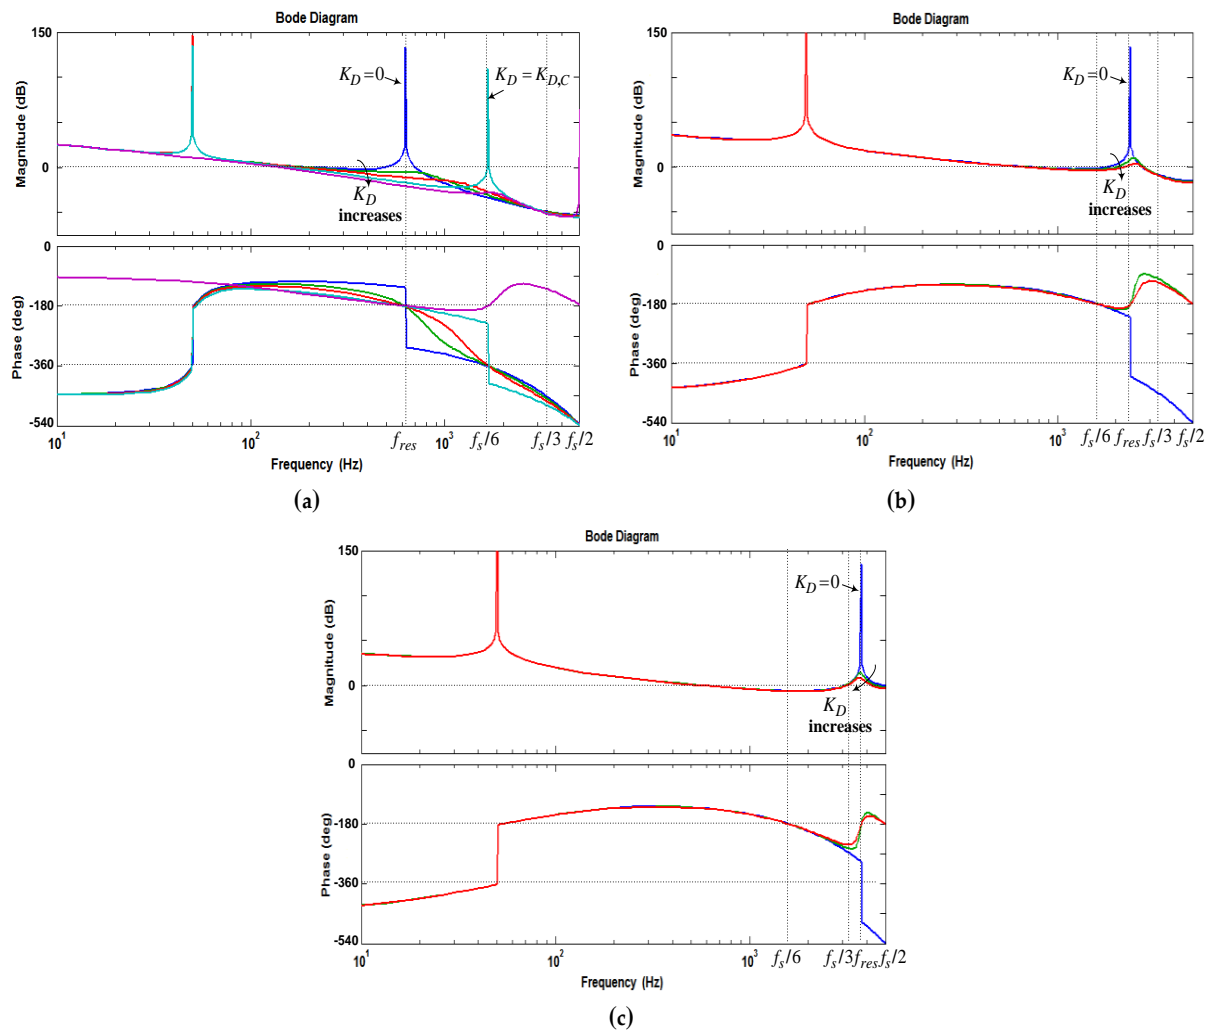 Bode Diagram
150
0
Magnitude (dB)
K_D=0
K_D = K_{D,C}
K_D
increases
0
-180
-360
-540
Phase (deg)
10^1
10^2
f_res
10^3
f_s/6
f_s/3
f_s/2
Frequency (Hz)
(a)
Bode Diagram
150
0
Magnitude (dB)
K_D=0
K_D
increases
0
-180
-360
-540
Phase (deg)
10^1
10^2
10^3
f_s/6
f_res
f_s/3
f_s/2
Frequency (Hz)
(b)
Bode Diagram
150
0
Magnitude (dB)
K_D=0
K_D
increases
0
-180
-360
-540
Phase (deg)
10^1
10^2
10^3
f_s/6
f_s/3
f_res
f_s/2
Frequency (Hz)
(c)